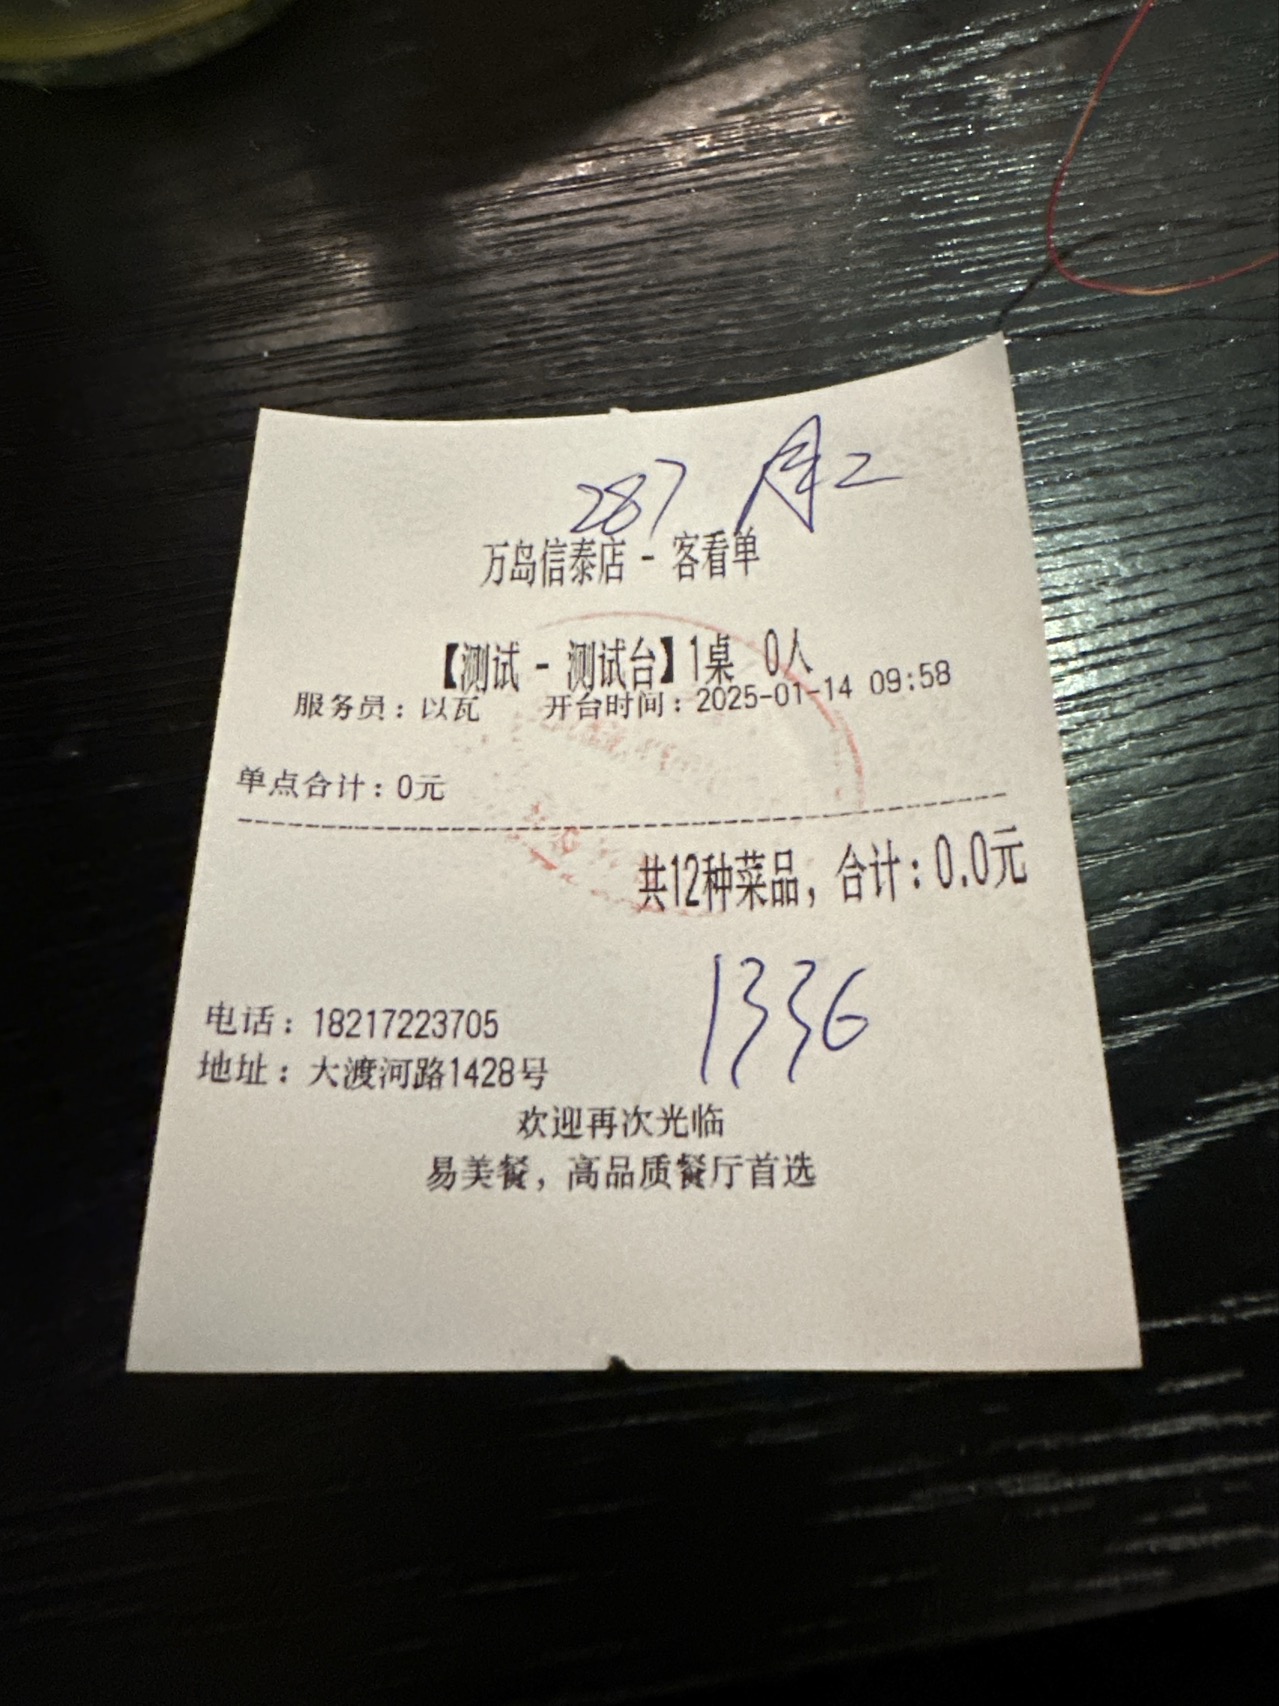 287 周二
万岛信泰店 - 客看单
【测试 - 测试台】1桌 0人
服务员：以瓦 开台时间：2025-01-14 09:58
单点合计：0元
共12种菜品，合计：0.0元
1336
电话：18217223705
地址：大渡河路1428号
欢迎再次光临
易美餐，高品质餐厅首选